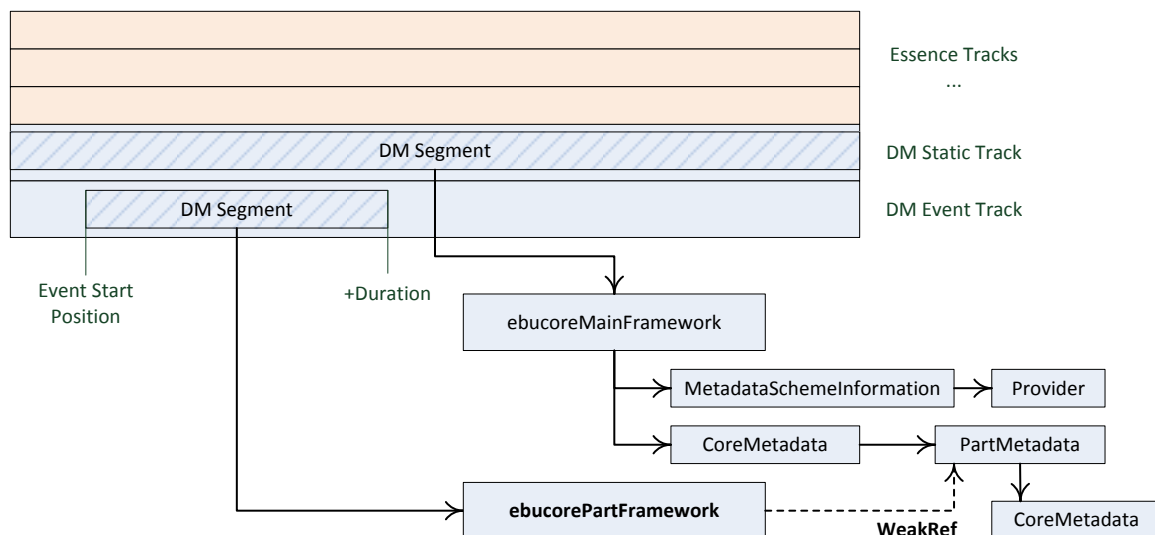 Essence Tracks
...
DM Segment
DM Static Track
DM Segment
DM Event Track
Event Start
Position
+Duration
ebucoreMainFramework
MetadataSchemeInformation
Provider
CoreMetadata
PartMetadata
ebucorePartFramework
WeakRef
CoreMetadata